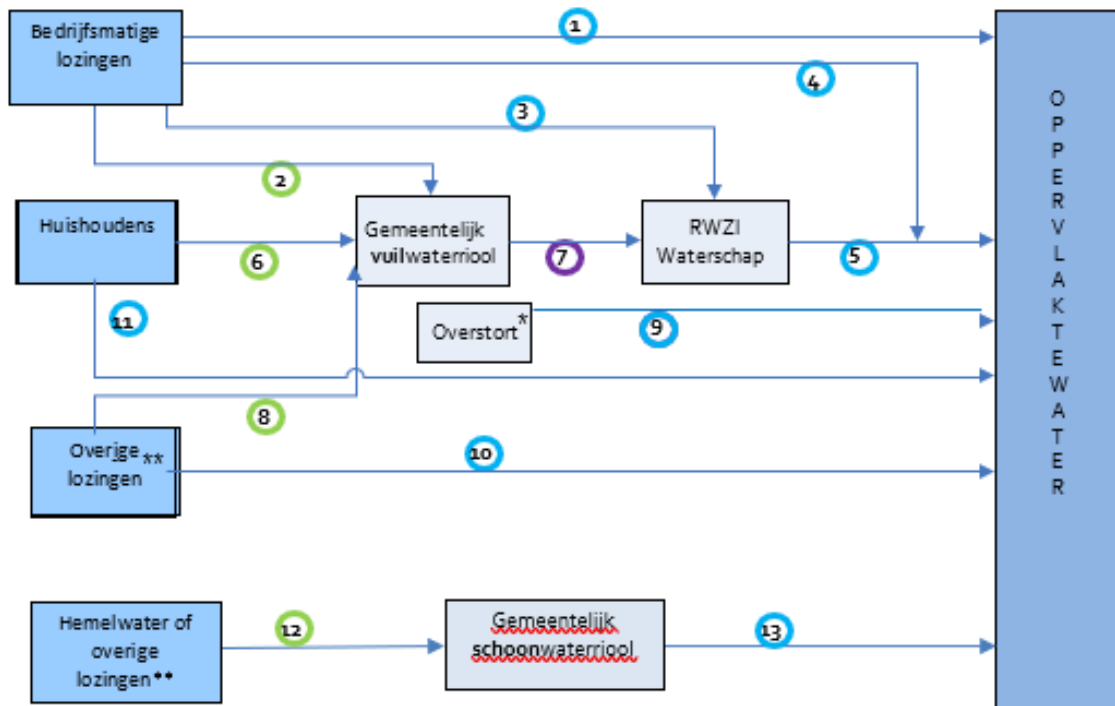 Bedrijfsmatige
lozingen
1
4
3
2
Huishoudens
6
Gemeentelijk
vuilwaterriool
7
RWZI
Waterschap
5
11
Overstort*
9
8
Overige**
lozingen
10
Hemelwater of
overige
lozingen**
12
Gemeentelijk
schoonwaterriool
13
O
P
P
E
R
V
L
A
K
T
E
W
A
T
E
R